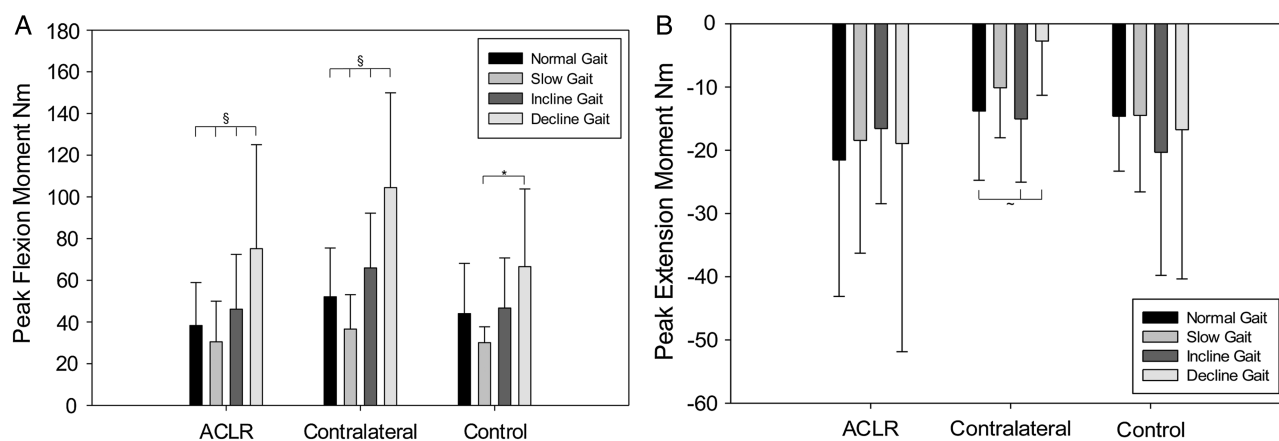 A
Peak Flexion Moment Nm
180
160
140
120
100
80
60
40
20
0
§
§
*
Normal Gait
Slow Gait
Incline Gait
Decline Gait
ACLR
Contralateral
Control
B
Peak Extension Moment Nm
0
-10
-20
-30
-40
-50
-60
~
Normal Gait
Slow Gait
Incline Gait
Decline Gait
ACLR
Contralateral
Control